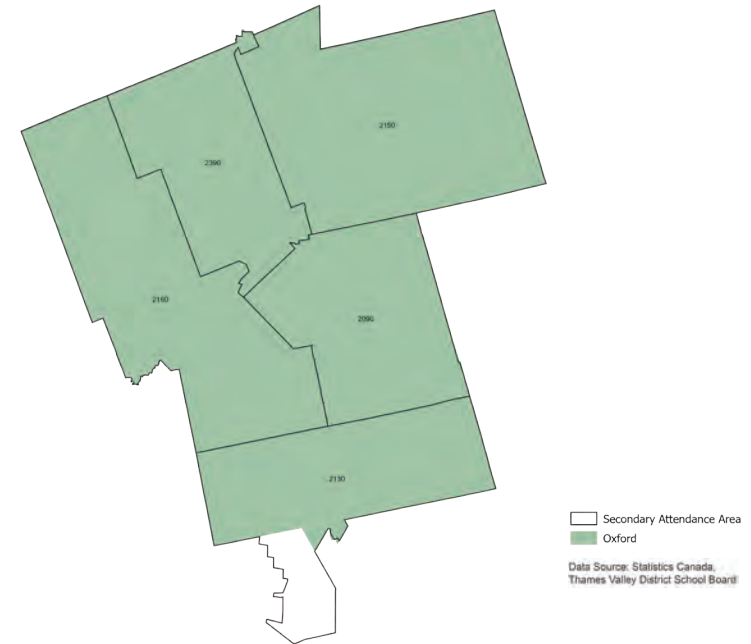 2150
2390
2160
2090
2130
Secondary Attendance Area
Oxford
Data Source: Statistics Canada,
Thames Valley District School Board